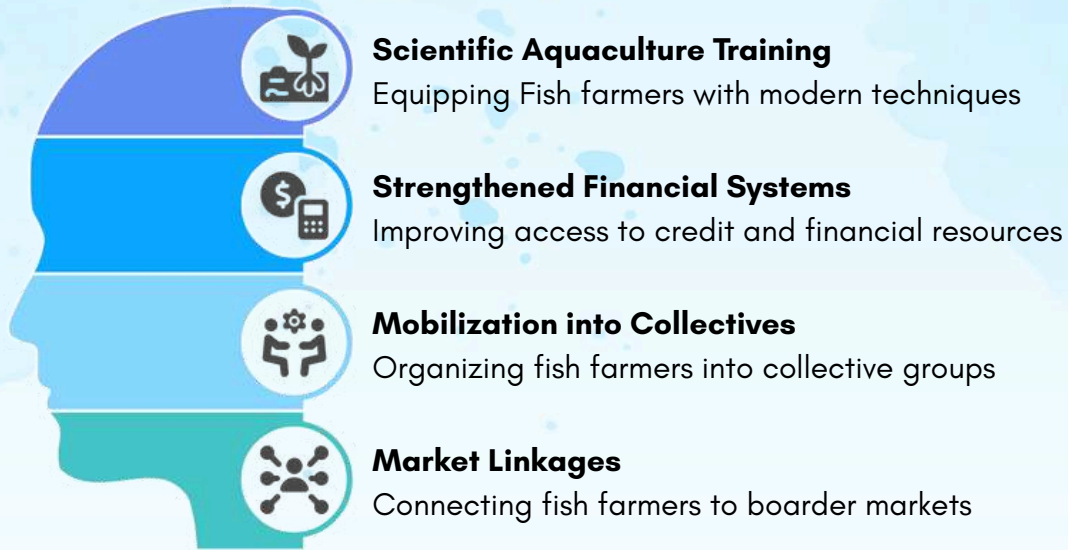 Scientific Aquaculture Training
Equipping Fish farmers with modern techniques
Strengthened Financial Systems
Improving access to credit and financial resources
Mobilization into Collectives
Organizing fish farmers into collective groups
Market Linkages
Connecting fish farmers to boarder markets